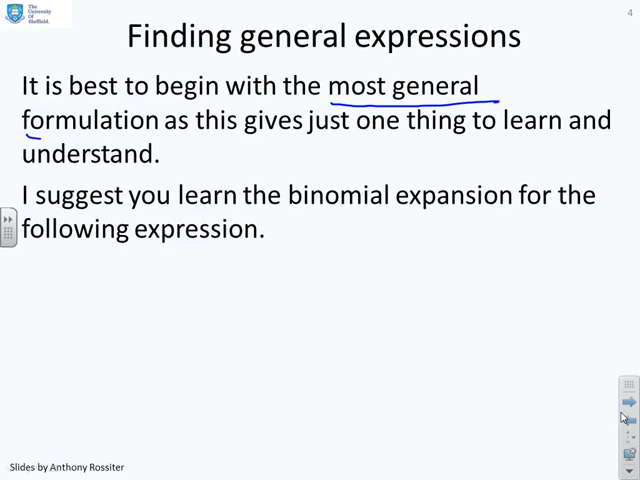 The
University
Of
Sheffield.
4
Finding general expressions
It is best to begin with the most general
formulation as this gives just one thing to learn and
understand.
I suggest you learn the binomial expansion for the
following expression.
Slides by Anthony Rossiter